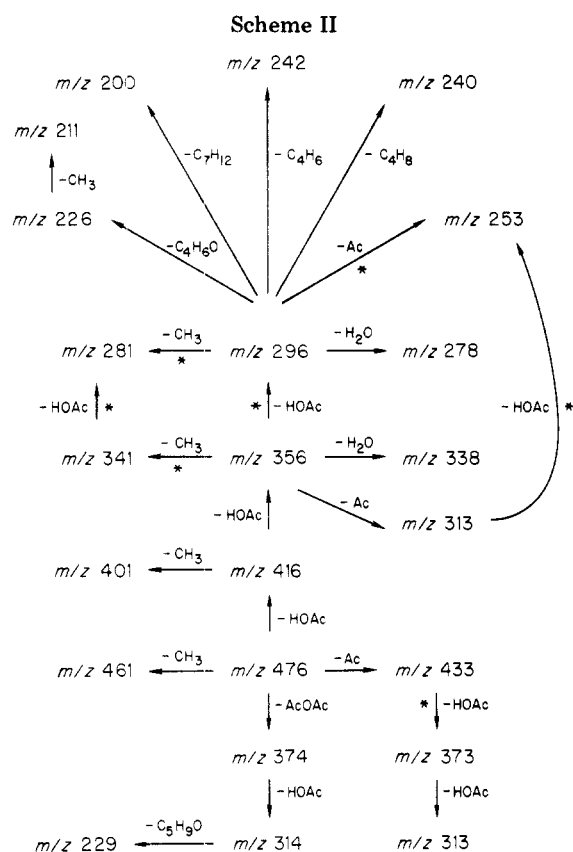 Scheme II
m/z 242
m/z 200
m/z 240
m/z 211
-C7H12
-C4H6
-C4H8
-CH3
m/z 226
m/z 253
-C4H6O
-Ac
*
-CH3
-H2O
m/z 281
m/z 296
m/z 278
*
-HOAc *
* -HOAc
-HOAc *
-CH3
-H2O
m/z 341
m/z 356
m/z 338
*
-Ac
-HOAc
m/z 313
-CH3
m/z 401
m/z 416
-HOAc
-CH3
-Ac
m/z 461
m/z 476
m/z 433
-AcOAc
* -HOAc
m/z 374
m/z 373
-HOAc
-HOAc
-C5H9O
m/z 229
m/z 314
m/z 313